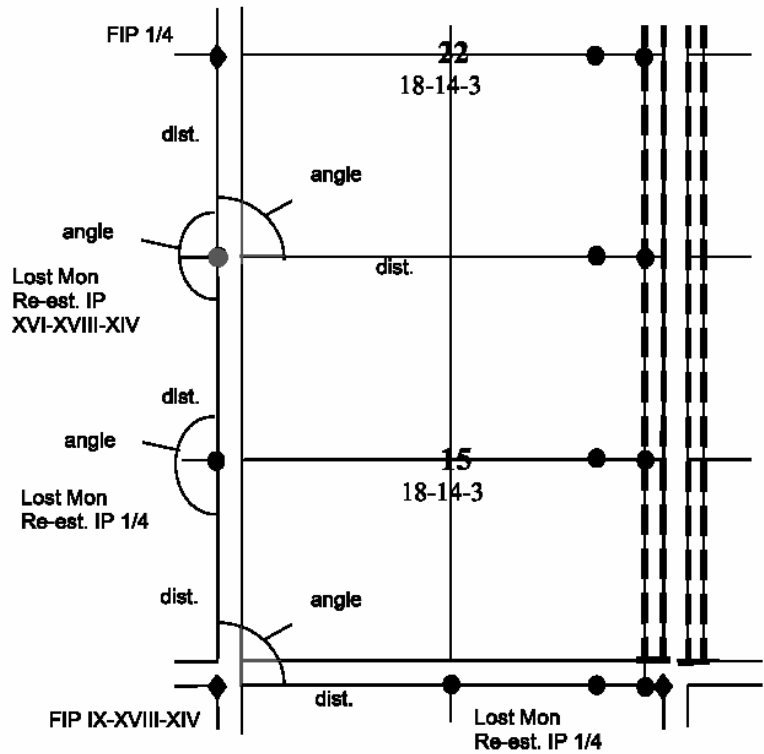 FIP 1/4
22
18-14-3
dist.
angle
angle
dist.
Lost Mon
Re-est. IP
XVI-XVIII-XIV
dist.
angle
15
18-14-3
Lost Mon
Re-est. IP 1/4
dist.
angle
dist.
FIP IX-XVIII-XIV
Lost Mon
Re-est. IP 1/4